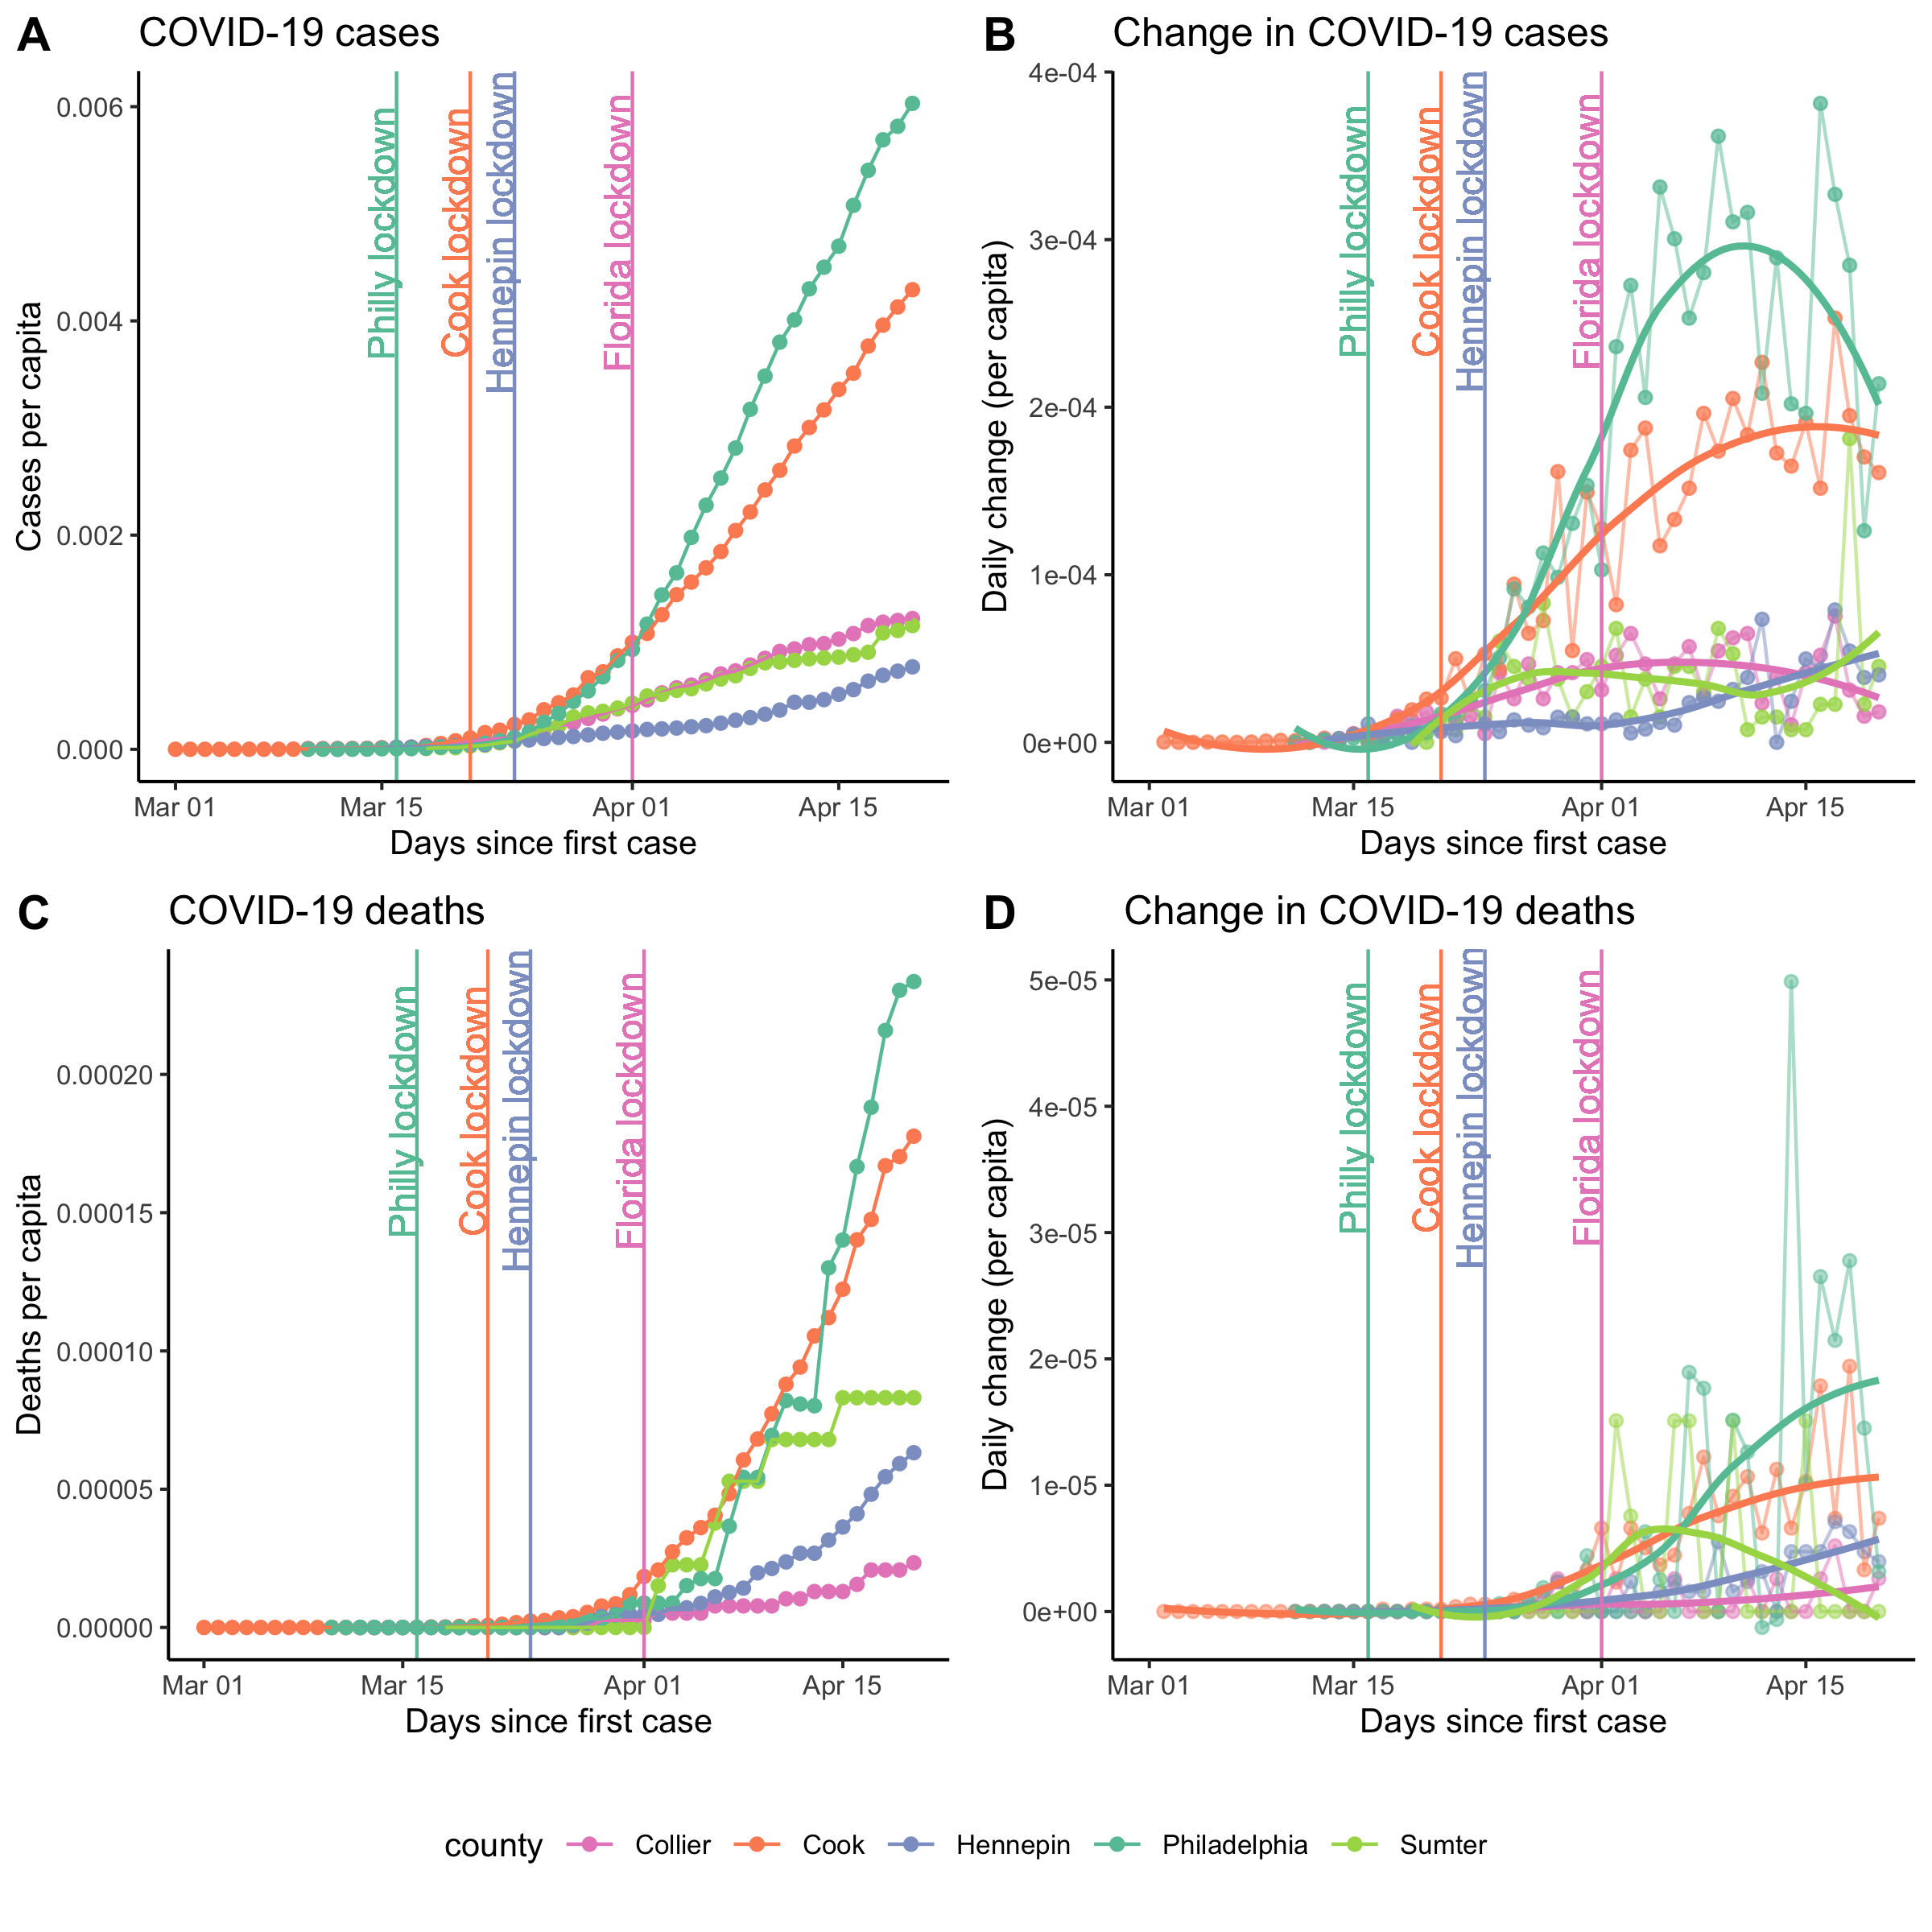 A COVID-19 cases
0.006
0.004
0.002
0.000
Cases per capita
Philly lockdown
Cook lockdown
Hennepin lockdown
Florida lockdown
Mar 01 Mar 15 Apr 01 Apr 15
Days since first case
B Change in COVID-19 cases
4e-04
3e-04
2e-04
1e-04
0e+00
Daily change (per capita)
Philly lockdown
Cook lockdown
Hennepin lockdown
Florida lockdown
Mar 01 Mar 15 Apr 01 Apr 15
Days since first case
C COVID-19 deaths
0.00020
0.00015
0.00010
0.00005
0.00000
Deaths per capita
Philly lockdown
Cook lockdown
Hennepin lockdown
Florida lockdown
Mar 01 Mar 15 Apr 01 Apr 15
Days since first case
D Change in COVID-19 deaths
5e-05
4e-05
3e-05
2e-05
1e-05
0e+00
Daily change (per capita)
Philly lockdown
Cook lockdown
Hennepin lockdown
Florida lockdown
Mar 01 Mar 15 Apr 01 Apr 15
Days since first case
county Collier Cook Hennepin Philadelphia Sumter